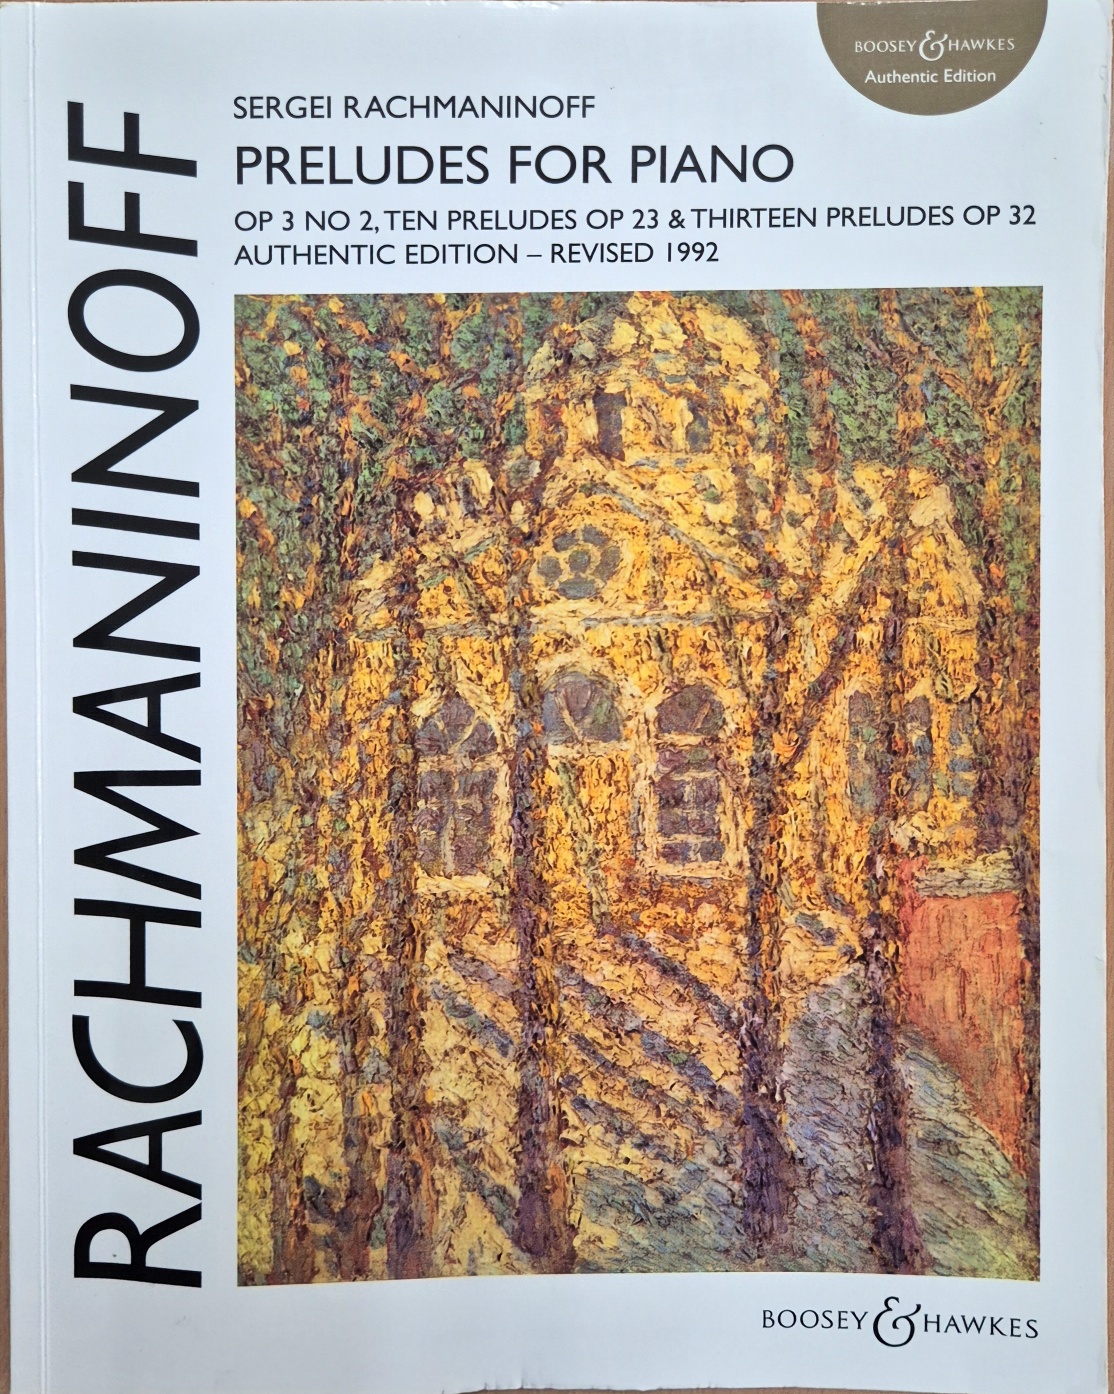 BOOSEY & HAWKES
Authentic Edition
SERGEI RACHMANINOFF
PRELUDES FOR PIANO
OP 3 NO 2, TEN PRELUDES OP 23 & THIRTEEN PRELUDES OP 32
AUTHENTIC EDITION – REVISED 1992
RACHMANINOFF
BOOSEY & HAWKES